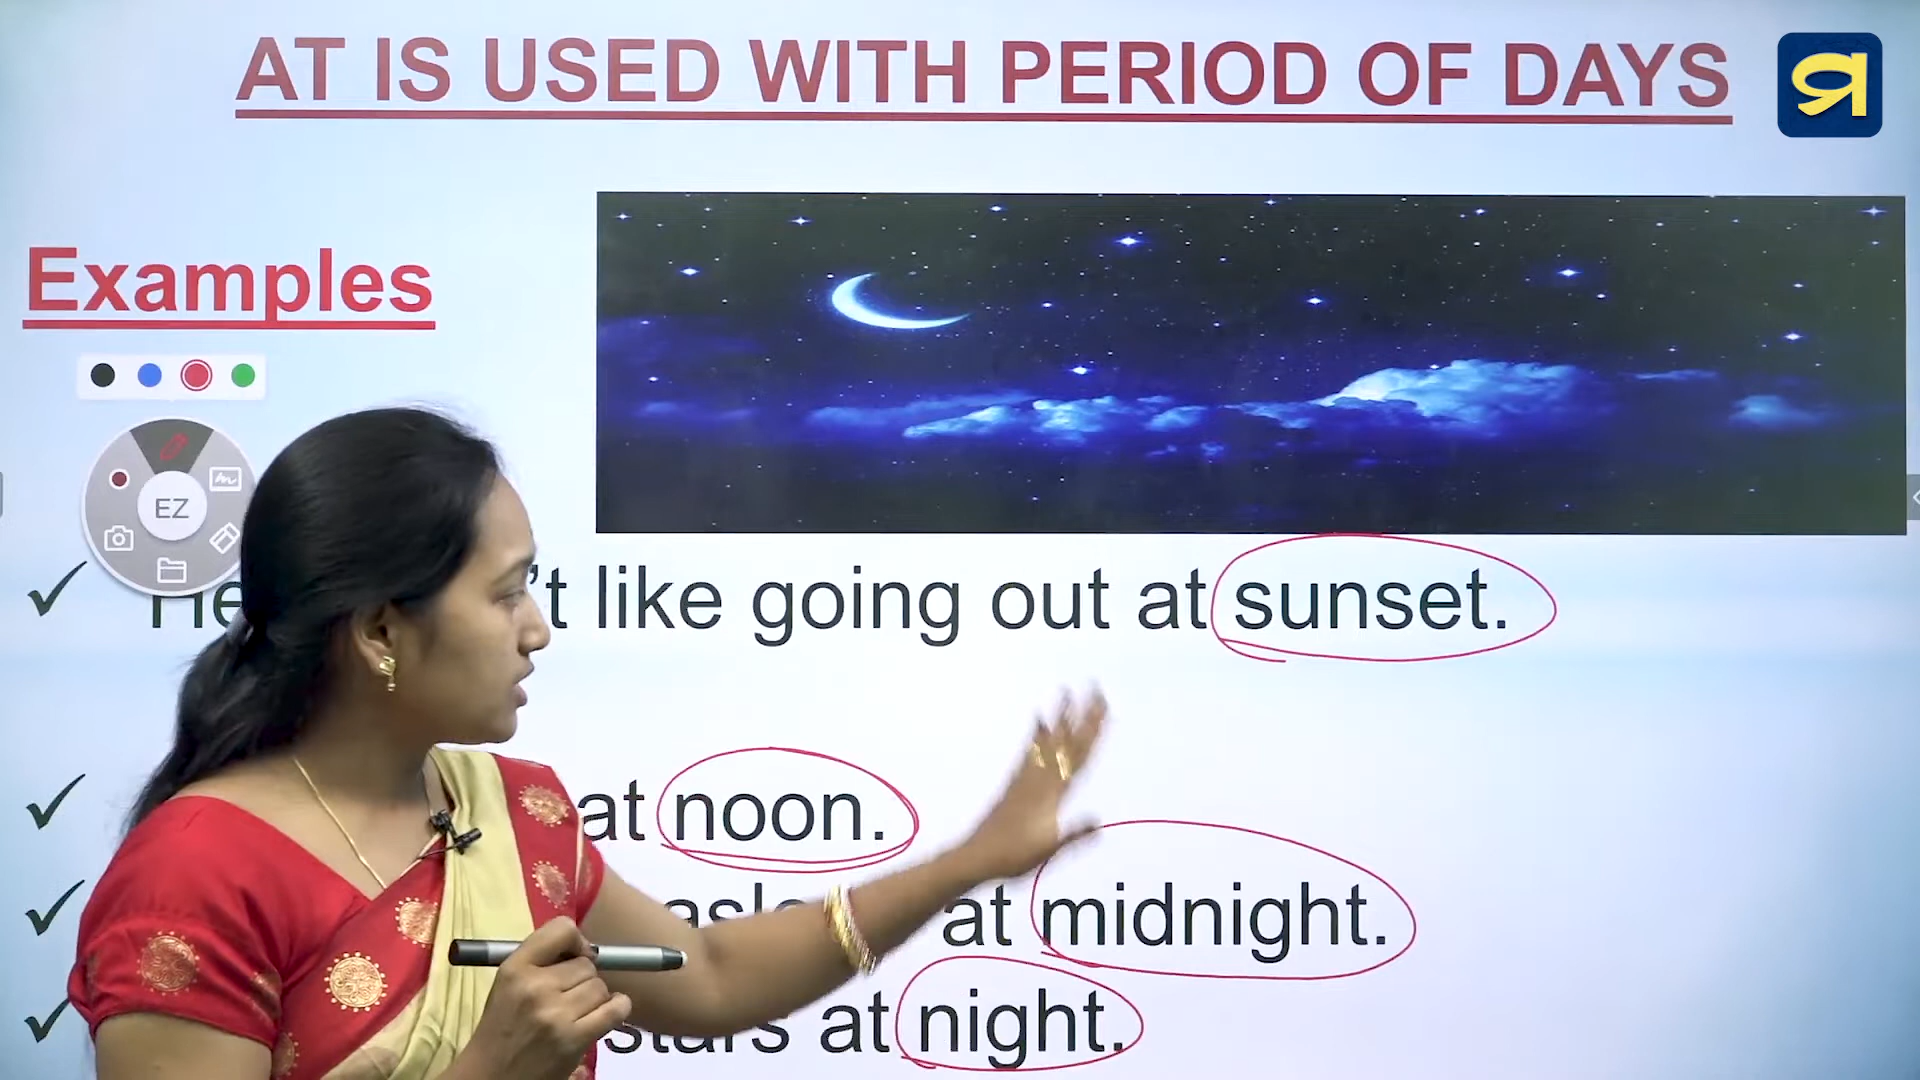 AT IS USED WITH PERIOD OF DAYS
Examples
EZ
't like going out at sunset.
at noon.
at midnight.
stars at night.